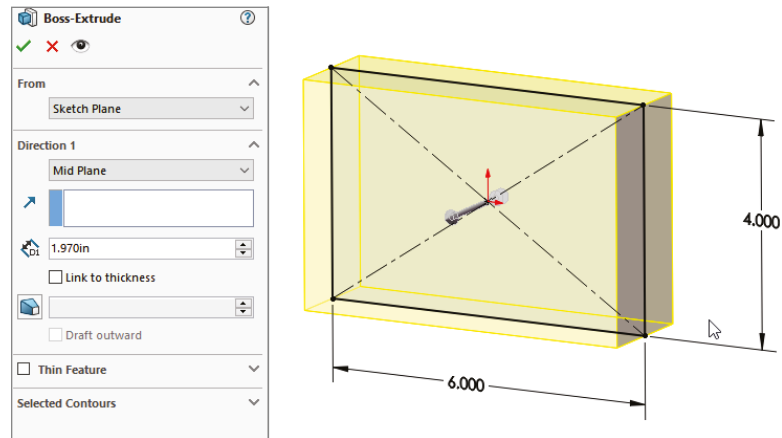 Boss-Extrude
From
Sketch Plane
Direction 1
Mid Plane
D1
1.970in
Link to thickness
Draft outward
Thin Feature
Selected Contours
4.000
6.000